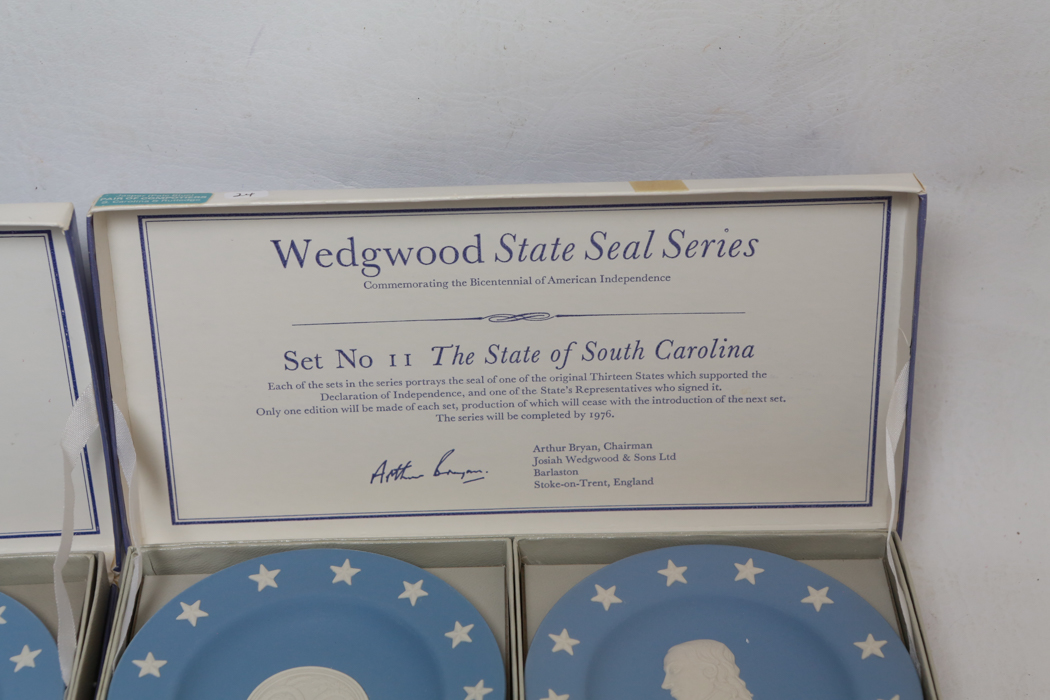 Wedgwood State Seal Series
Commemorating the Bicentennial of American Independence
Set No 11 The State of South Carolina
Each of the sets in the series portrays the seal of one of the original Thirteen States which supported the
Declaration of Independence, and one of the State's Representatives who signed it.
Only one edition will be made of each set, production of which will cease with the introduction of the next set.
The series will be completed by 1976.
Arthur Bryan.
Arthur Bryan, Chairman
Josiah Wedgwood & Sons Ltd
Barlaston
Stoke-on-Trent, England